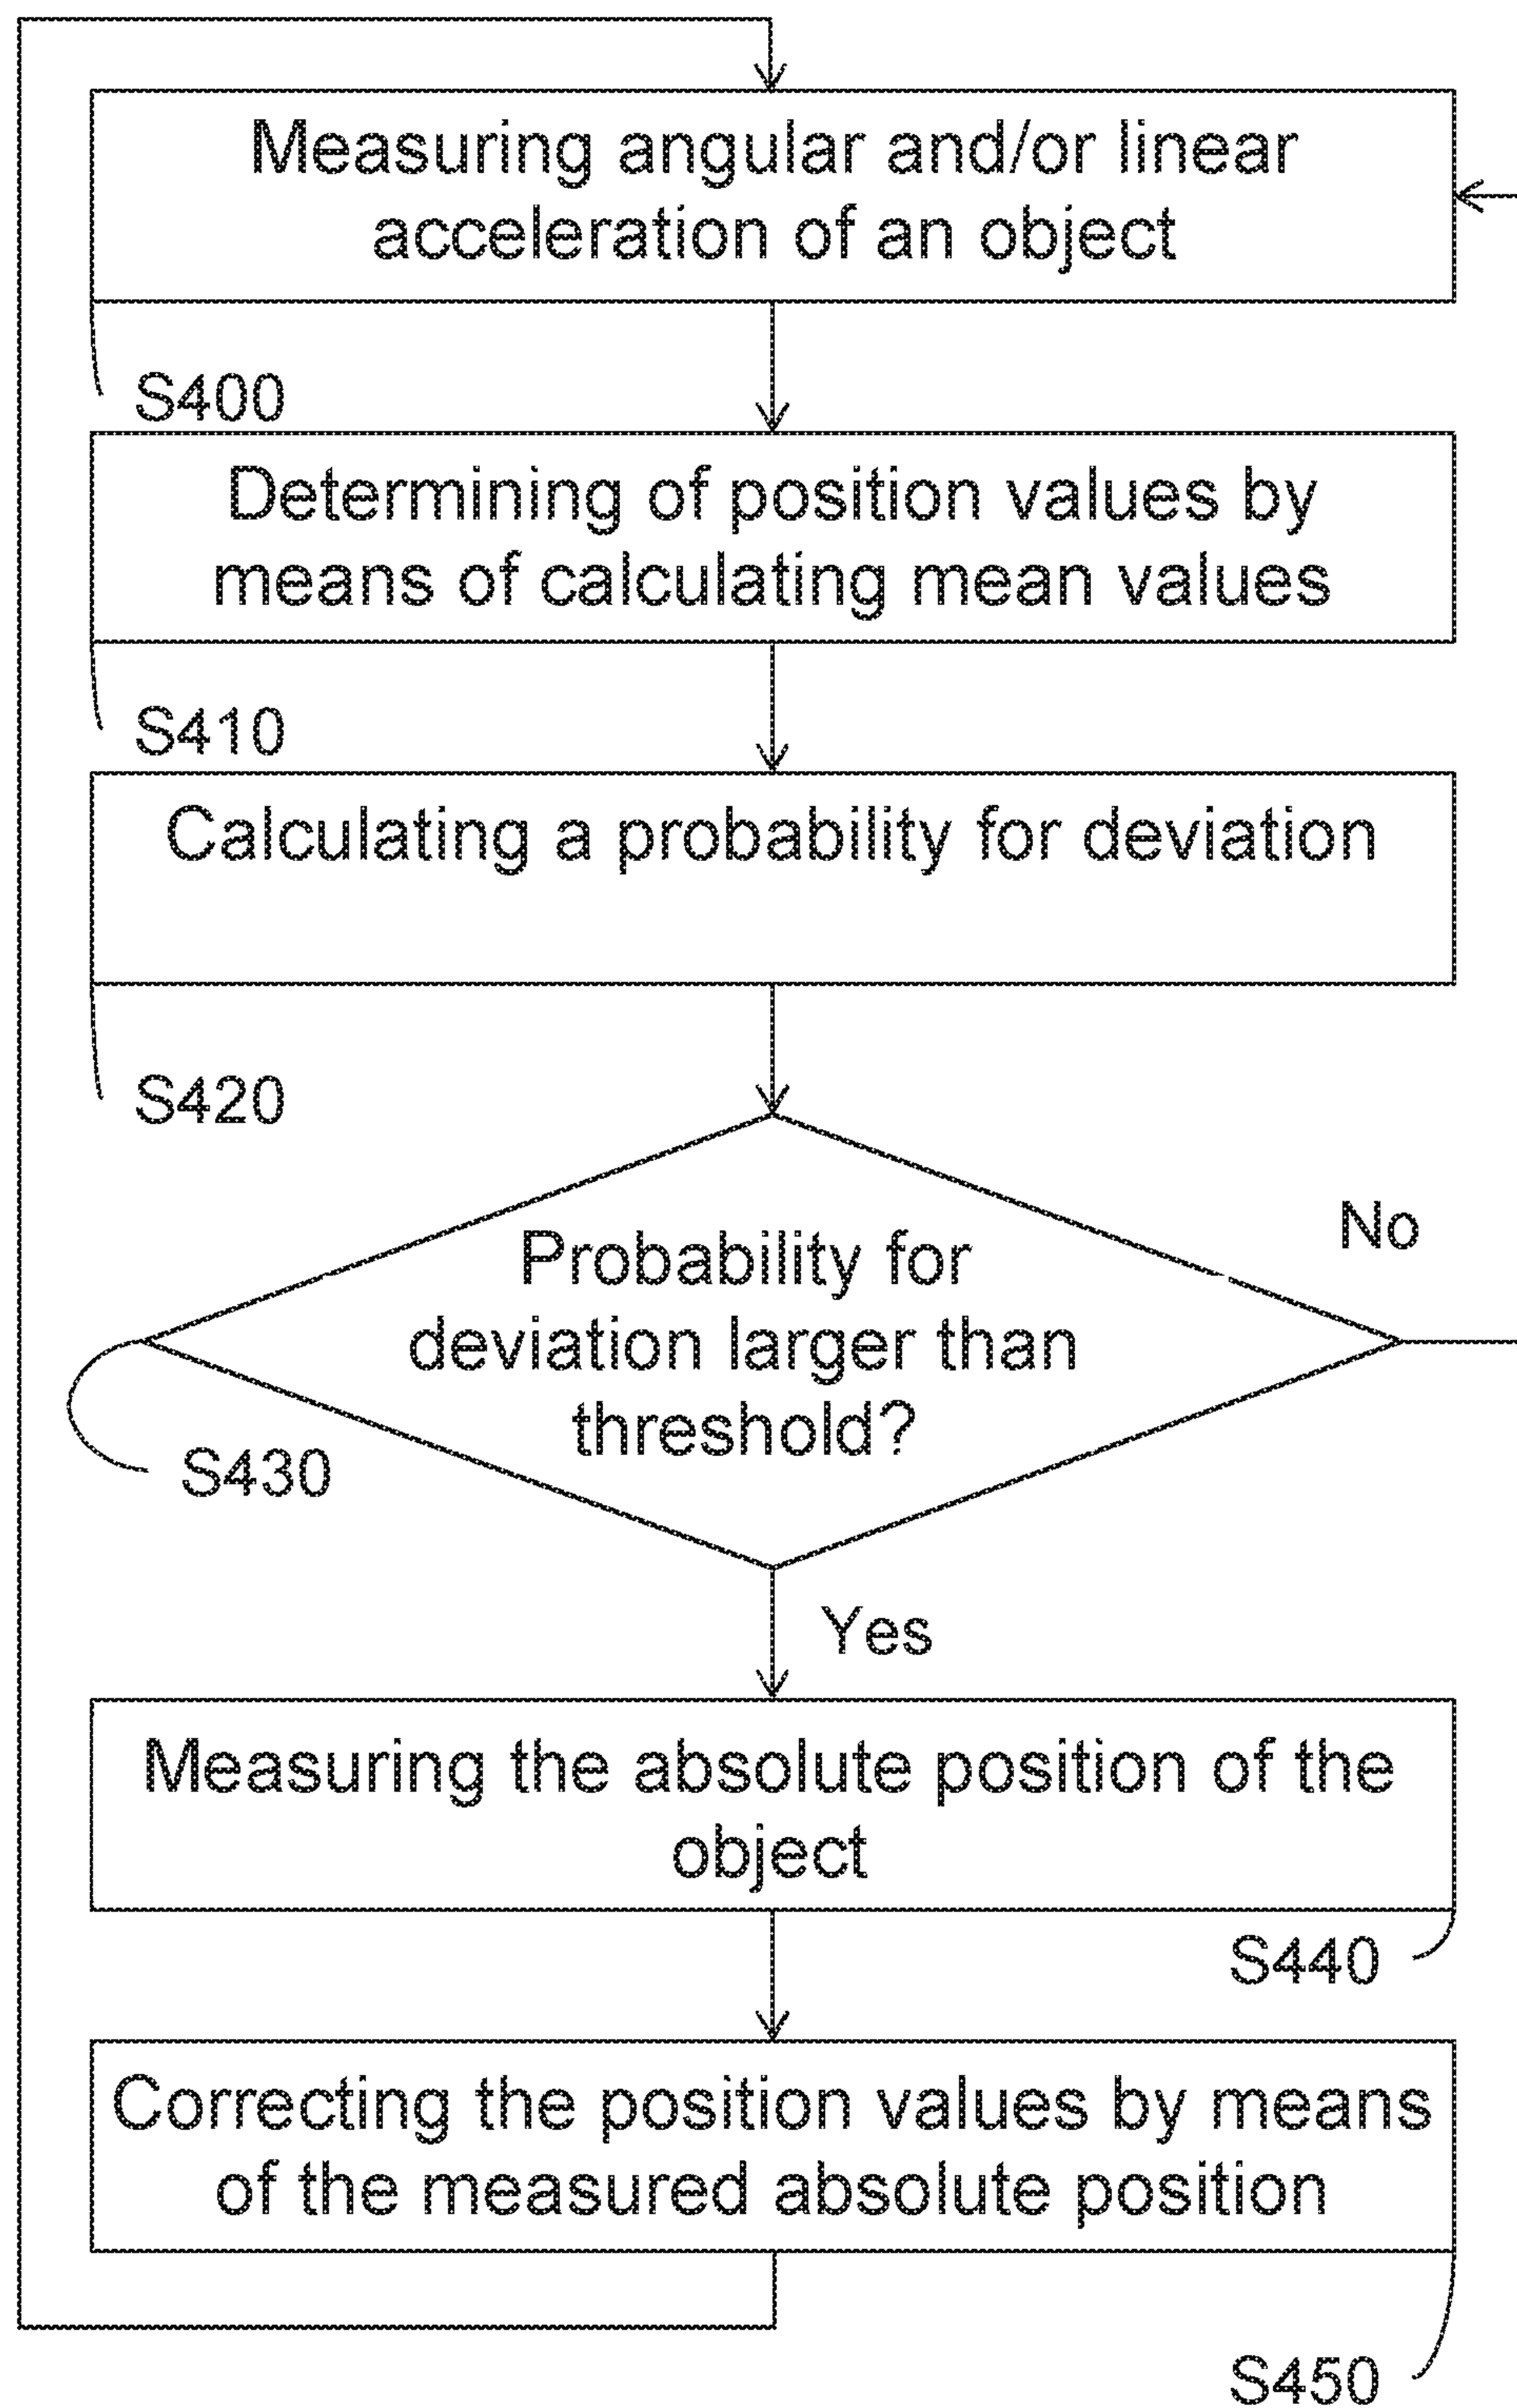 Measuring angular and/or linear
acceleration of an object
S400
Determining of position values by
means of calculating mean values
S410
Calculating a probability for deviation
S420
Probability for
deviation larger than
threshold?
No
S430
Yes
Measuring the absolute position of the
object
S440
Correcting the position values by means
of the measured absolute position
S450